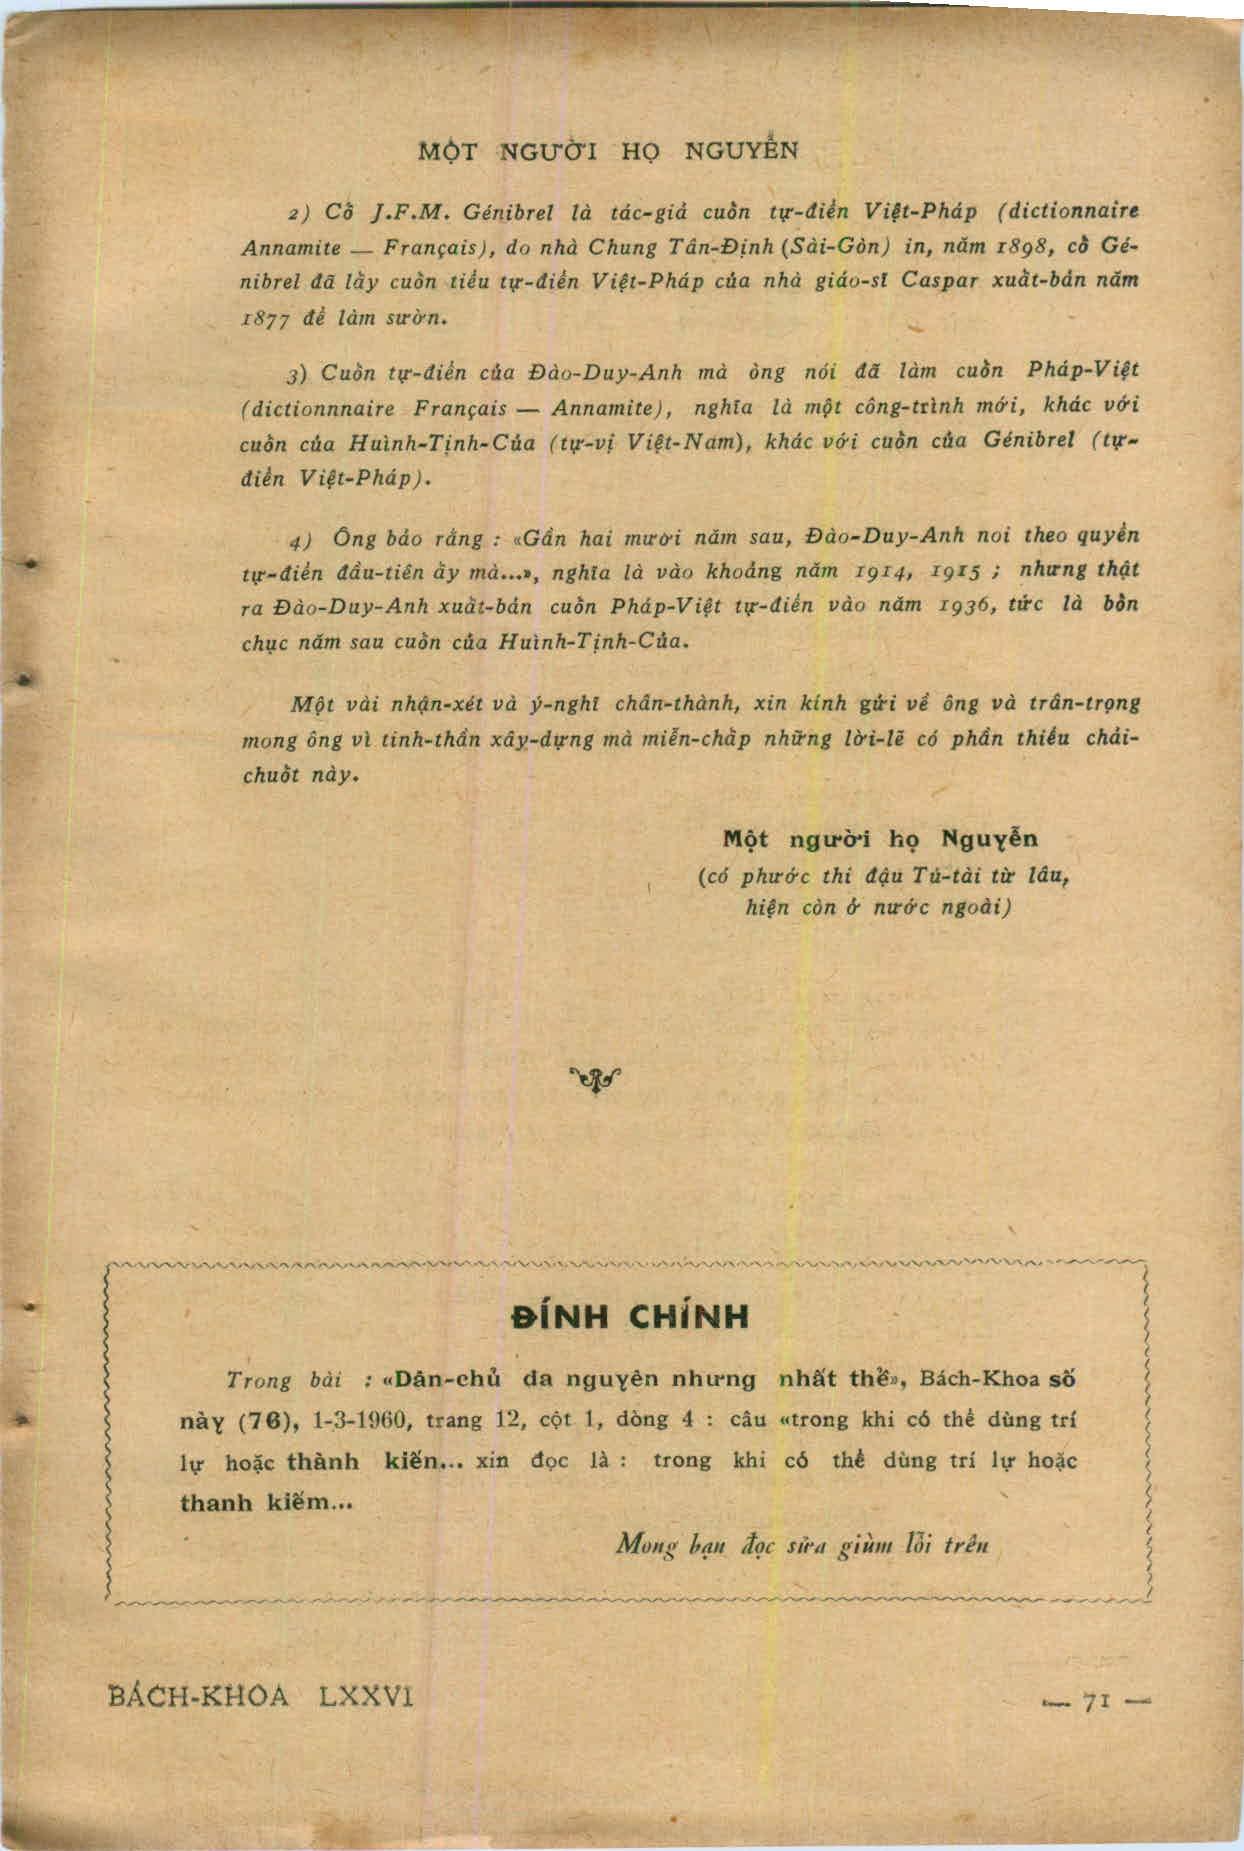 MỘT NGƯỜI HỌ NGUYỄN
2) Cồ J.F.M. Génibrel là tác-giả cuồn tự-điển Việt-Pháp (dictionnaire
Annamite — Français), do nhà Chung Tân-Định (Sài-Gòn) in, năm 1898, cồ Gé-
nibrel đã lấy cuồn tiểu tự-điển Việt-Pháp của nhà giáo-sĩ Caspar xuất-bản năm
1877 để làm sườn.
3) Cuồn tự-điển của Đào-Duy-Anh mà ông nói đã làm cuồn Pháp-Việt
(dictionnnaire Français — Annamite), nghĩa là một công-trình mới, khác với
cuồn của Huình-Tịnh-Của (tự-vị Việt-Nam), khác với cuồn của Génibrel (tự-
điển Việt-Pháp).
4) Ông bảo rằng : «Gần hai mươi năm sau, Đào-Duy-Anh noi theo quyển
tự-điển đầu-tiên ấy mà...», nghĩa là vào khoảng năm 1914, 1915 ; nhưng thật
ra Đào-Duy-Anh xuất-bản cuồn Pháp-Việt tự-điển vào năm 1936, tức là bồn
chục năm sau cuồn của Huình-Tịnh-Của.
Một vài nhận-xét và ý-nghĩ chân-thành, xin kính gửi về ông và trân-trọng
mong ông vì tinh-thần xây-dựng mà miễn-chấp những lời-lẽ có phần thiếu chải-
chuồt này.
Một người họ Nguyễn
(có phước thi đậu Tú-tài từ lâu,
hiện còn ở nước ngoài)
ĐÍNH CHÍNH
Trong bài : «Dân-chủ đa nguyên nhưng nhất thể», Bách-Khoa số
này (76), 1-3-1960, trang 12, cột 1, dòng 4 : câu «trong khi có thể dùng trí
lự hoặc thành kiến... xin đọc là : trong khi có thể dùng trí lự hoặc
thanh kiếm...
Mong bạn đọc sửa giùm lỗi trên
BÁCH-KHOA LXXVI
— 71 —